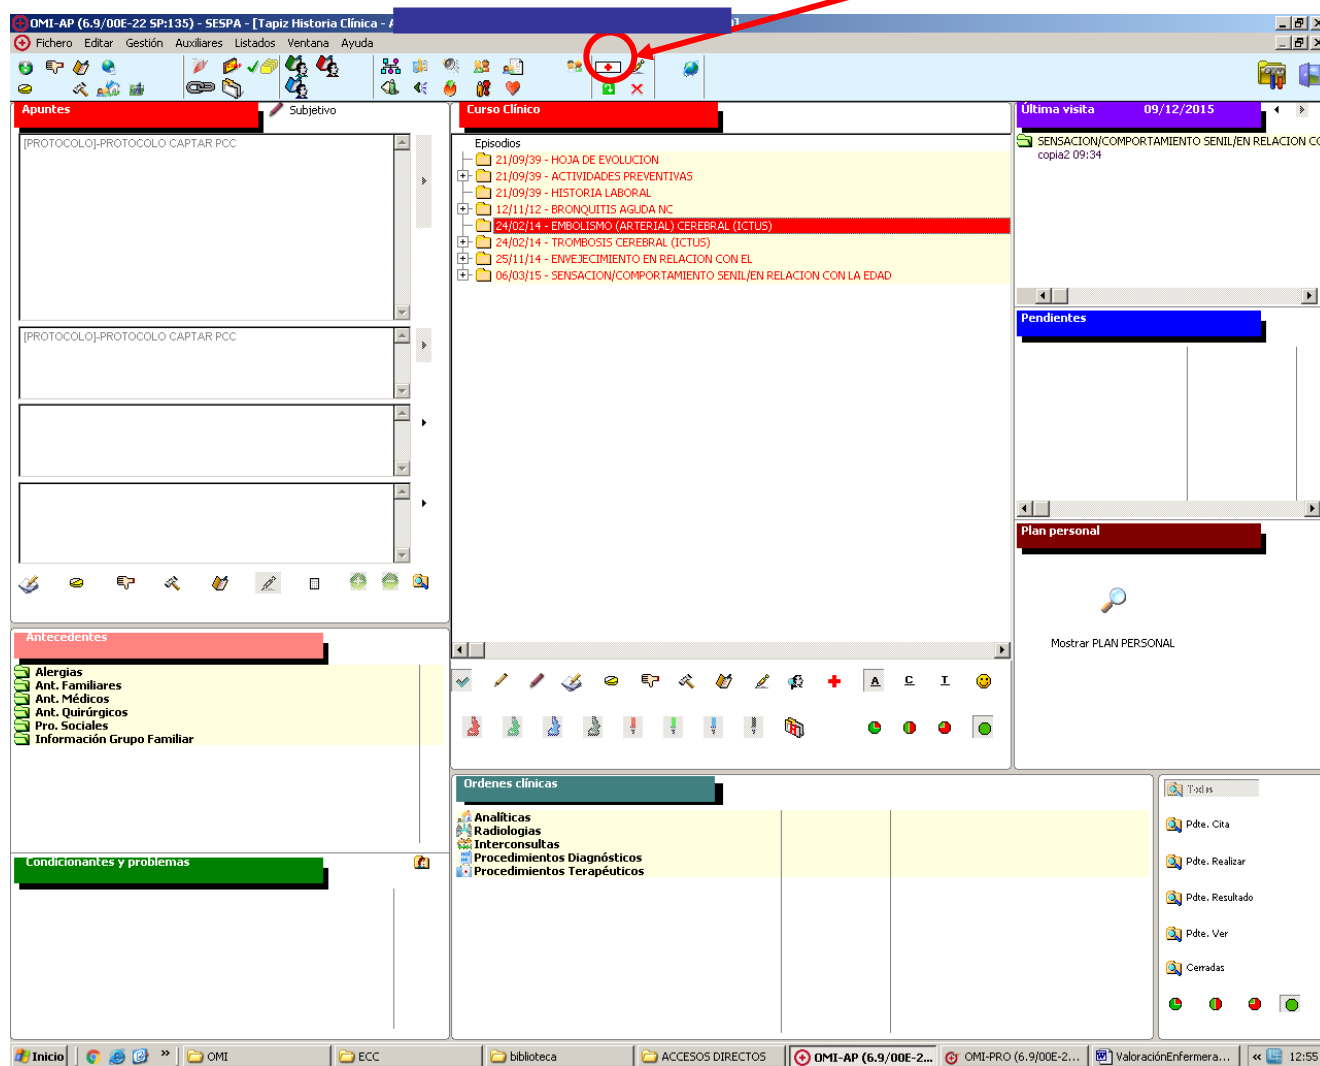 OMI-AP (6.9/00E-22 SP:135) - SESPA - [Tapiz Historia Clínica -
Fichero Editar Gestión Auxiliares Listados Ventana Ayuda
Apuntes
Subjetivo
[PROTOCOLO]-PROTOCOLO CAPTAR PCC
[PROTOCOLO]-PROTOCOLO CAPTAR PCC
Antecedentes
Alergias
Ant. Familiares
Ant. Médicos
Ant. Quirúrgicos
Pro. Sociales
Información Grupo Familiar
Condicionantes y problemas
Curso Clínico
Episodios
21/09/39 - HOJA DE EVOLUCION
21/09/39 - ACTIVIDADES PREVENTIVAS
21/09/39 - HISTORIA LABORAL
12/11/12 - BRONQUITIS AGUDA NC
24/02/14 - EMBOLISMO (ARTERIAL) CEREBRAL (ICTUS)
24/02/14 - TROMBOSIS CEREBRAL (ICTUS)
25/11/14 - ENVEJECIMIENTO EN RELACION CON EL
06/03/15 - SENSACION/COMPORTAMIENTO SENIL/EN RELACION CON LA EDAD
A C I
Ordenes clínicas
Analíticas
Radiologias
Interconsultas
Procedimientos Diagnósticos
Procedimientos Terapéuticos
Última visita 09/12/2015
SENSACION/COMPORTAMIENTO SENIL/EN RELACION CO
copia2 09:34
Pendientes
Plan personal
Mostrar PLAN PERSONAL
Todas
Pdte. Cita
Pdte. Realizar
Pdte. Resultado
Pdte. Ver
Cerradas
Inicio » OMI ECC biblioteca ACCESOS DIRECTOS OMI-AP (6.9/00E-2... OMI-PRO (6.9/00E-2... ValoraciónEnfermera... « 12:55